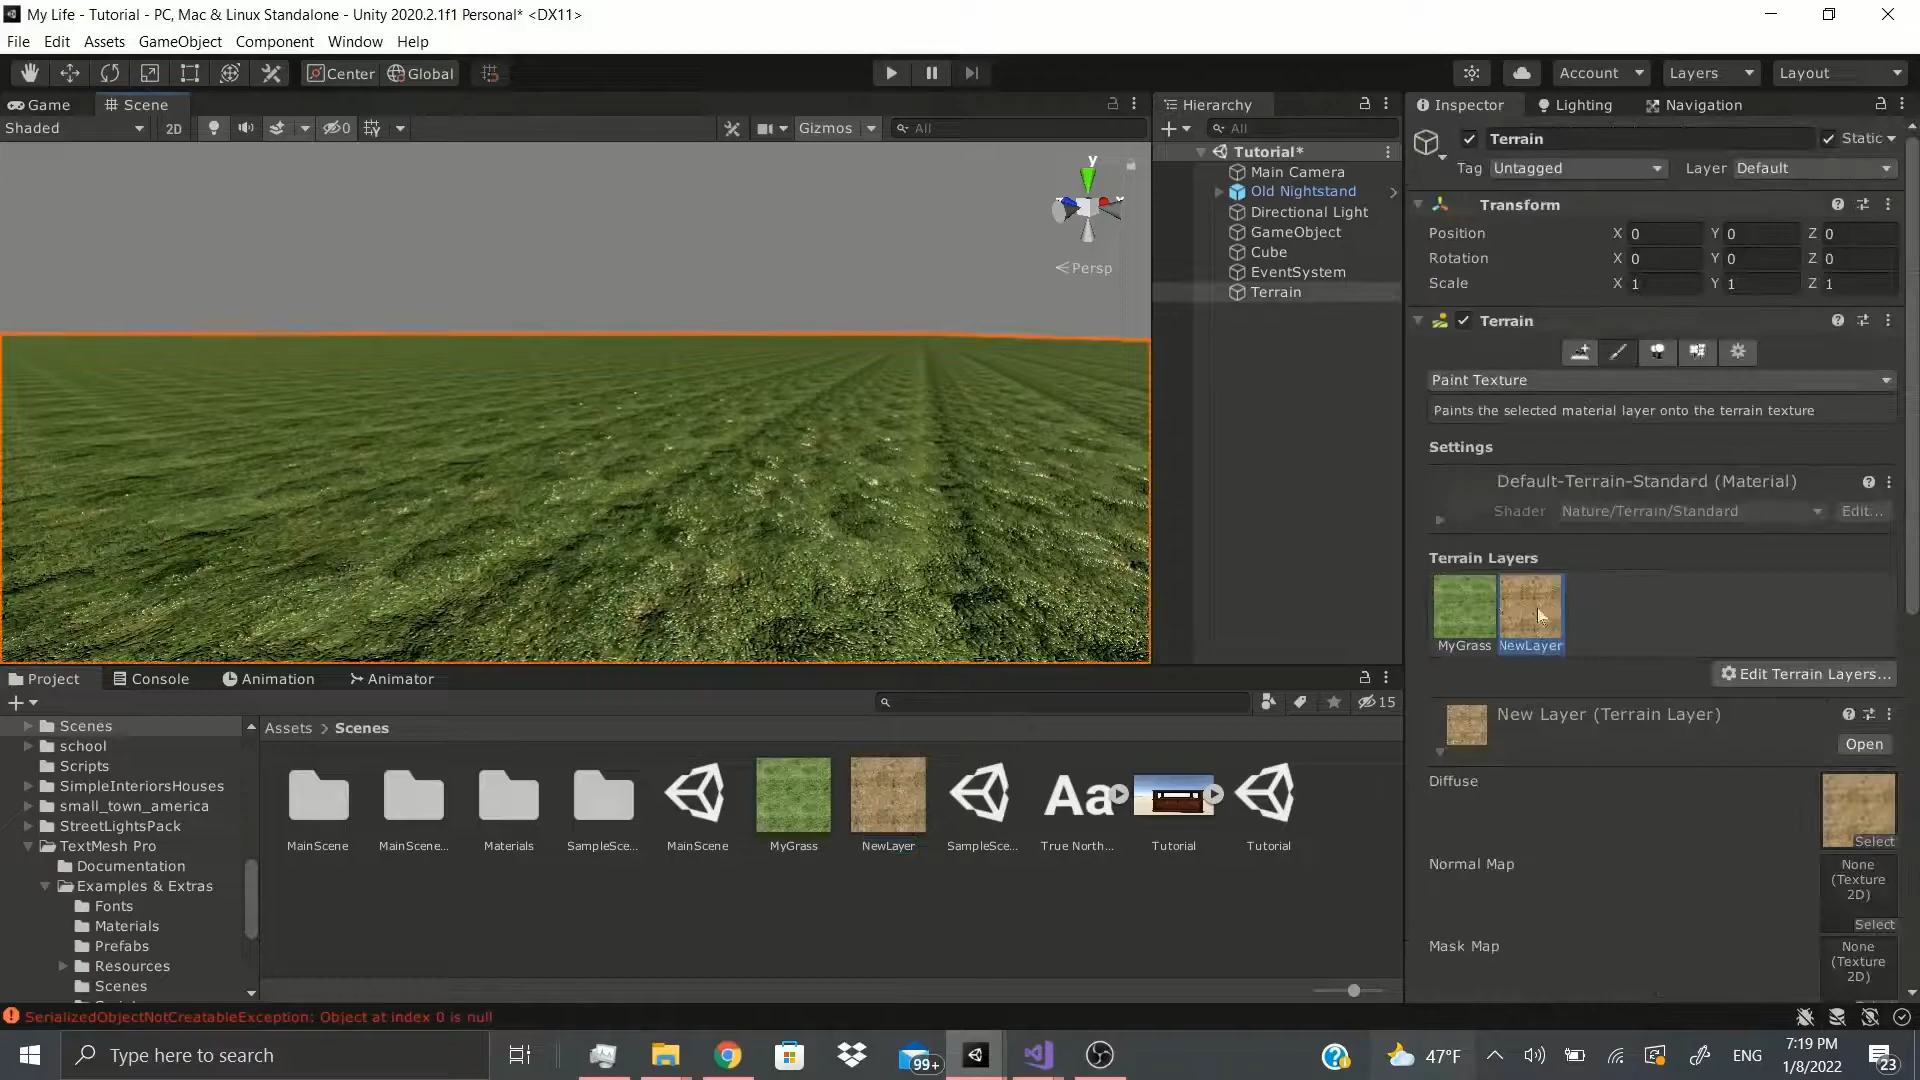 My Life - Tutorial - PC, Mac & Linux Standalone - Unity 2020.2.1f1 Personal* <DX11>
File Edit Assets GameObject Component Window Help
Center Global Account Layers Layout
Game Scene Hierarchy Inspector Lighting Navigation
Shaded 2D 0 Gizmos All All
Terrain Static
Tag Untagged Layer Default
Tutorial*
Main Camera
Old Nightstand
Directional Light
GameObject
Cube
EventSystem
Terrain
y
Persp
Transform
Position X 0 Y 0 Z 0
Rotation X 0 Y 0 Z 0
Scale X 1 Y 1 Z 1
Terrain
Paint Texture
Paints the selected material layer onto the terrain texture
Settings
Default-Terrain-Standard (Material)
Shader Nature/Terrain/Standard Edit...
Terrain Layers
MyGrass NewLayer
Edit Terrain Layers...
New Layer (Terrain Layer)
Open
Diffuse
Select
Normal Map
None
(Texture
2D)
Select
Mask Map
None
(Texture
2D)
Project Console Animation Animator
15
Scenes
school
Scripts
SimpleInteriorsHouses
small_town_america
StreetLightsPack
TextMesh Pro
Documentation
Examples & Extras
Fonts
Materials
Prefabs
Resources
Scenes
Assets > Scenes
Aa
MainScene MainScene... Materials SampleSce... MainScene MyGrass NewLayer SampleSce... True North... Tutorial Tutorial
SerializedObjectNotCreatableException: Object at index 0 is null
Type here to search
99+
47°F
ENG
7:19 PM
1/8/2022
23